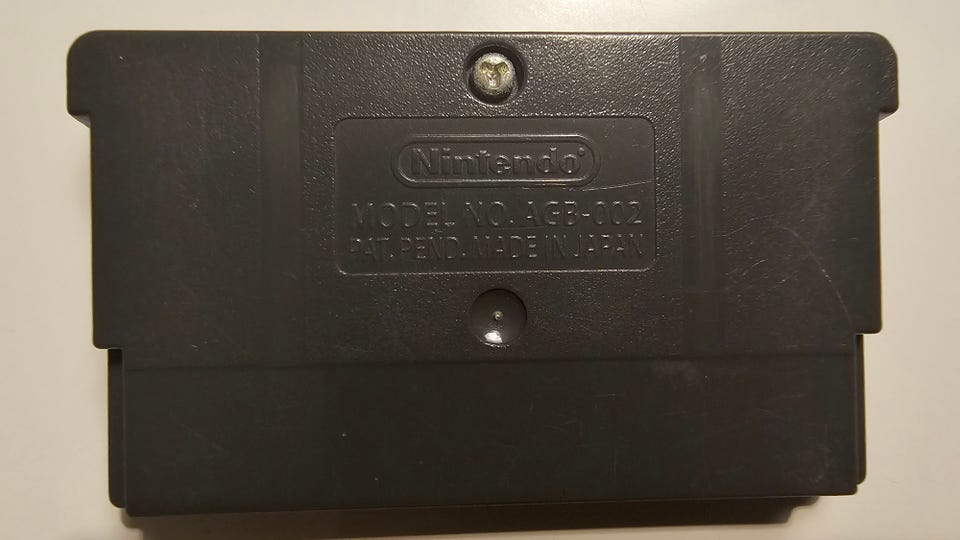 Nintendo®
MODEL NO. AGB-002
PAT. PEND. MADE IN JAPAN